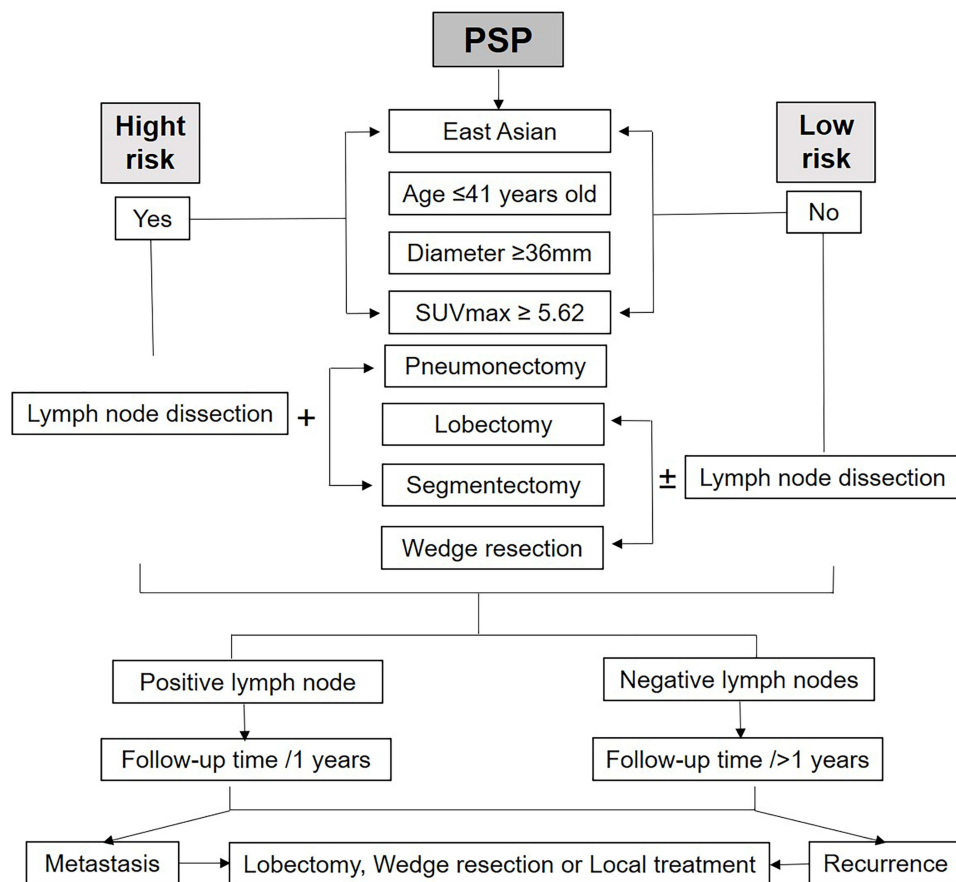 PSP
Hight
risk
East Asian
Low
risk
Age ≤41 years old
Yes
No
Diameter ≥36mm
SUVmax ≥ 5.62
Pneumonectomy
Lymph node dissection
+
Lobectomy
Segmentectomy
±
Lymph node dissection
Wedge resection
Positive lymph node
Negative lymph nodes
Follow-up time /1 years
Follow-up time />1 years
Metastasis
Lobectomy, Wedge resection or Local treatment
Recurrence